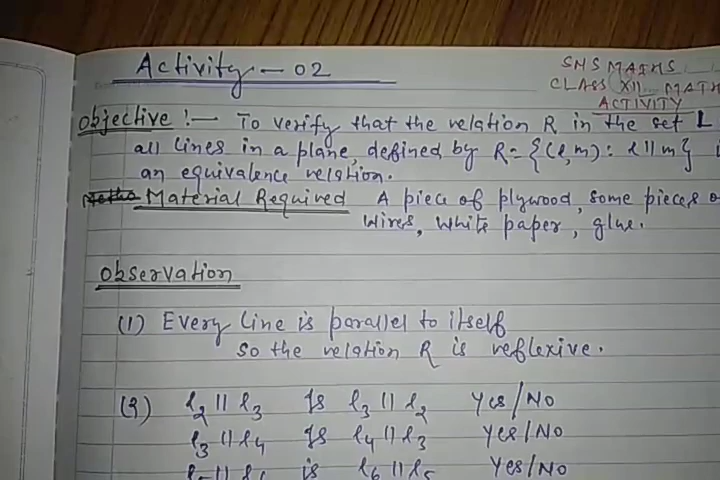 Activity - 02
SMS MATHS
CLASS XII MATH
ACTIVITY
Objective :- To verify that the relation R in the set L
all lines in a plane, defined by R = {(l, m) : l || m}
an equivalence relation.
Material Required A piece of plywood, some pieces o
wires, white paper, glue.
Observation
(1) Every line is parallel to itself
So the relation R is reflexive.
(2) l₂ || l₃ Is l₃ || l₂ Yes/No
l₃ || l₄ Is l₄ || l₃ Yes/No
is l₆ || l₅ Yes/No